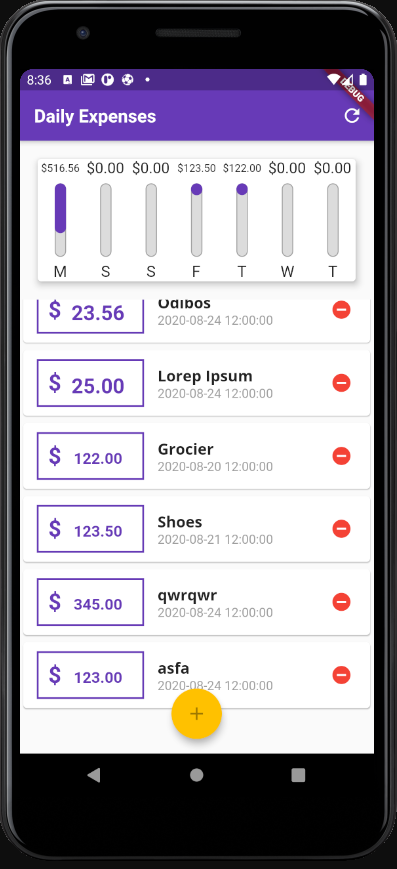 8:36
DEBUG
Daily Expenses
$516.56 $0.00 $0.00 $123.50 $122.00 $0.00 $0.00
M S S F T W T
Odibos
$ 23.56
2020-08-24 12:00:00
Lorep Ipsum
$ 25.00
2020-08-24 12:00:00
Grocier
$ 122.00
2020-08-20 12:00:00
Shoes
$ 123.50
2020-08-21 12:00:00
qwrqwr
$ 345.00
2020-08-24 12:00:00
asfa
$ 123.00
2020-08-24 12:00:00